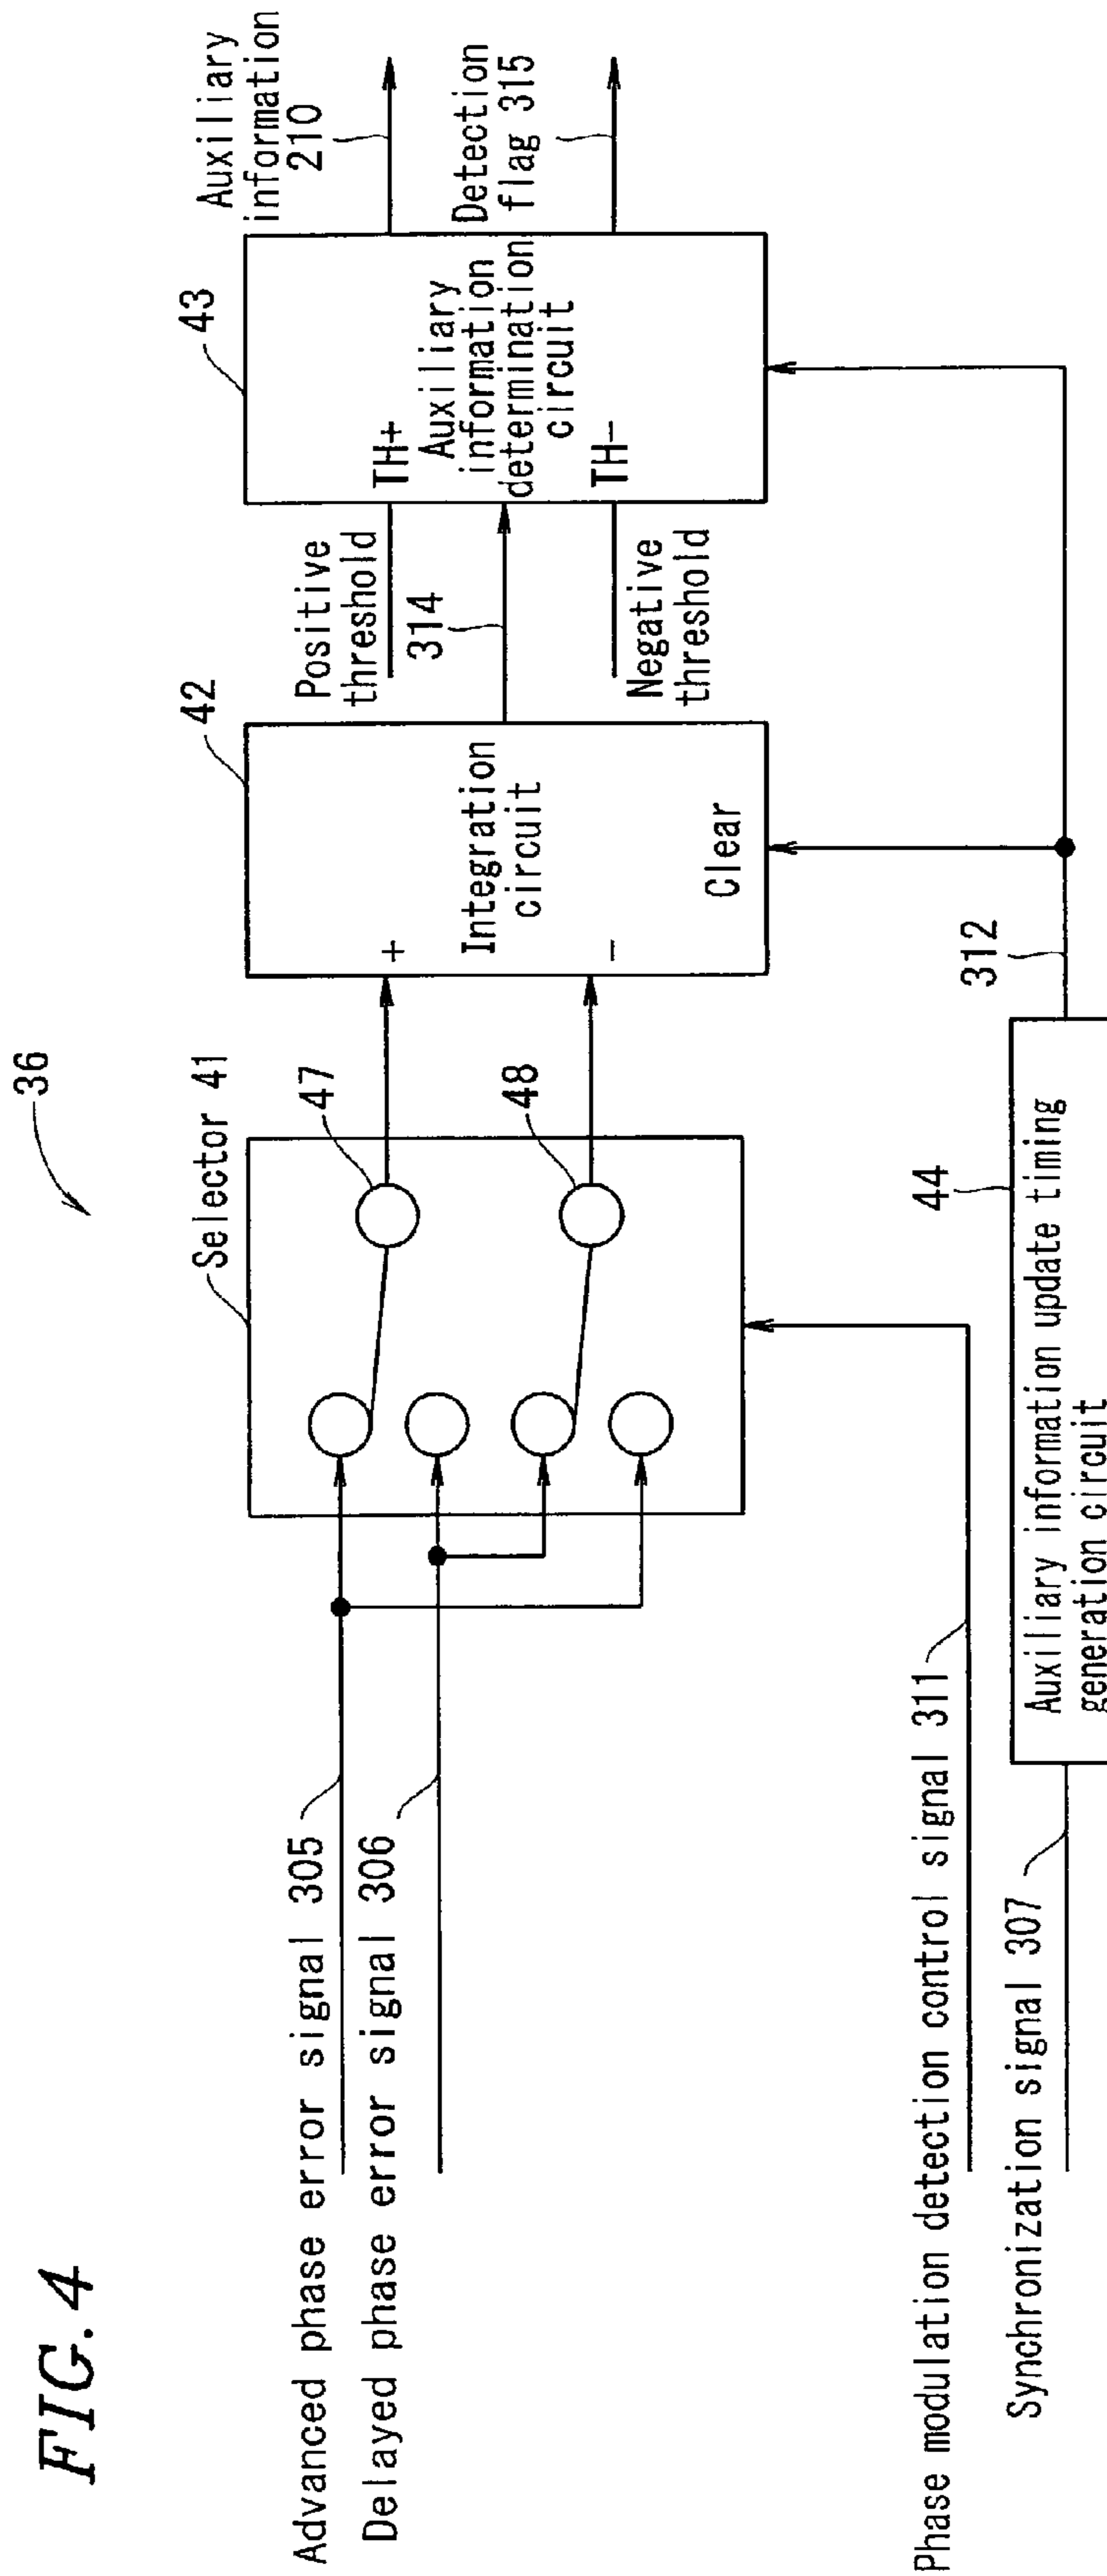 FIG. 4
36
Advanced phase error signal 305
Delayed phase error signal 306
Phase modulation detection control signal 311
Synchronization signal 307
Selector 41
47
48
44
Auxiliary information update timing
generation circuit
312
42
+
Integration
circuit
−
Clear
Positive
threshold
314
Negative
threshold
43
TH+
Auxiliary
information
determination
circuit
TH−
Auxiliary
information
210
Detection
flag 315